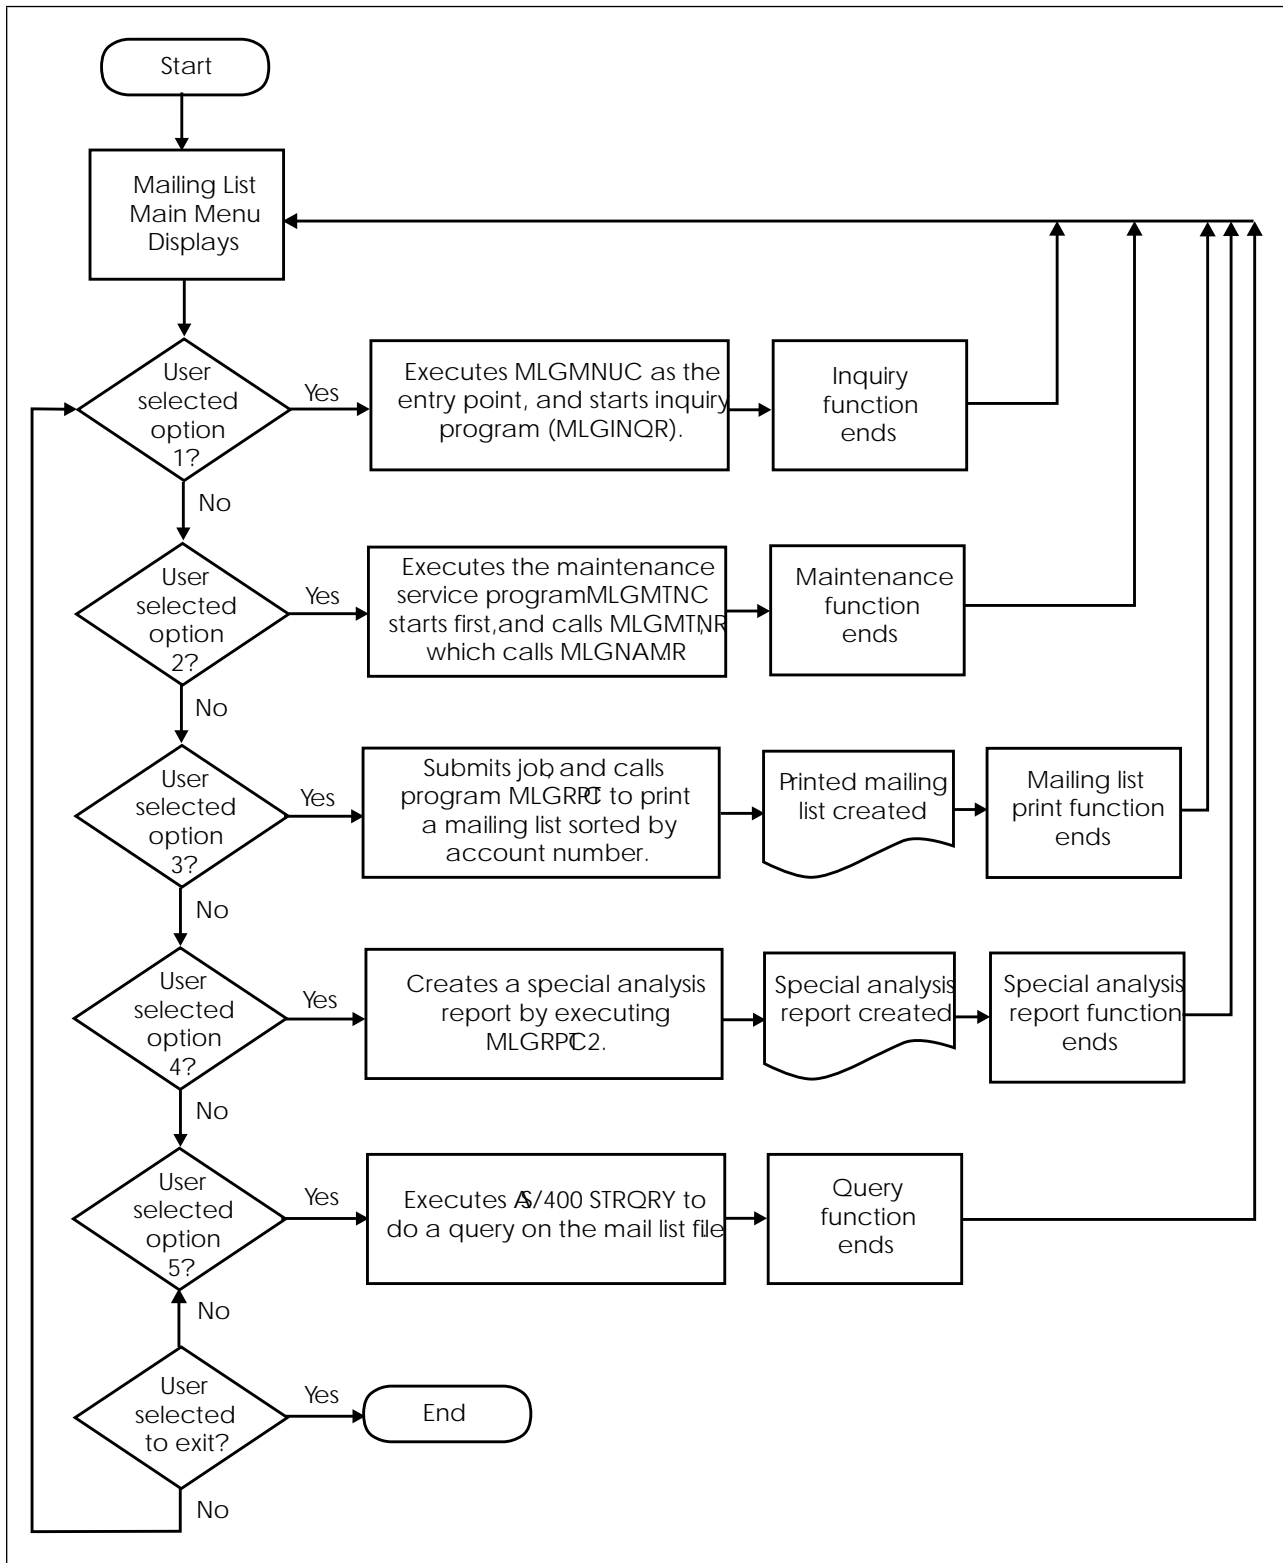 Start
Mailing List
Main Menu
Displays
User
selected
option
1?
Yes
Executes MLGMNUC as the
entry point, and starts inquiry
program (MLGINQR).
Inquiry
function
ends
No
User
selected
option
2?
Yes
Executes the maintenance
service program MLGMTNC
starts first, and calls MLGMTNR,
which calls MLGNAMR.
Maintenance
function
ends
No
User
selected
option
3?
Yes
Submits job, and calls
program MLGRPTC to print
a mailing list sorted by
account number.
Printed mailing
list created
Mailing list
print function
ends
No
User
selected
option
4?
Yes
Creates a special analysis
report by executing
MLGRPTC2.
Special analysis
report created
Special analysis
report function
ends
No
User
selected
option
5?
Yes
Executes AS/400 STRQRY to
do a query on the mail list file.
Query
function
ends
No
User
selected
to exit?
Yes
End
No